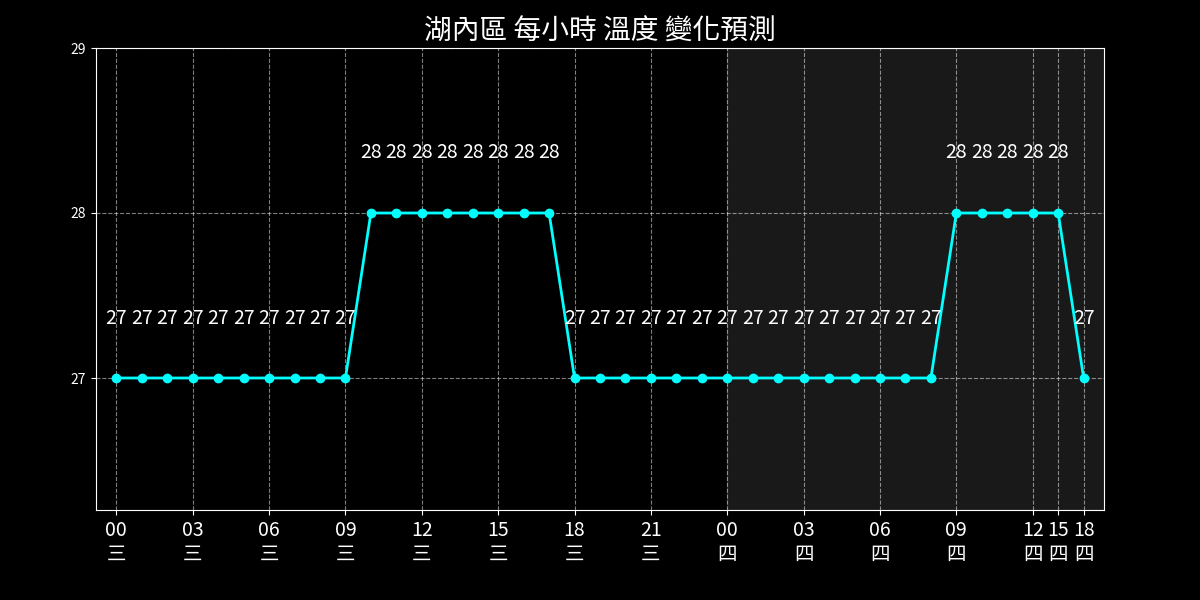 湖內區 每小時 溫度 變化預測
29
28 28 28 28 28 28 28 28 28 28 28 28 28
28
27 27 27 27 27 27 27 27 27 27 27 27 27 27 27 27 27 27 27 27 27 27 27 27 27 27
27
00 03 06 09 12 15 18 21 00 03 06 09 12 15 18
三 三 三 三 三 三 三 三 四 四 四 四 四 四 四